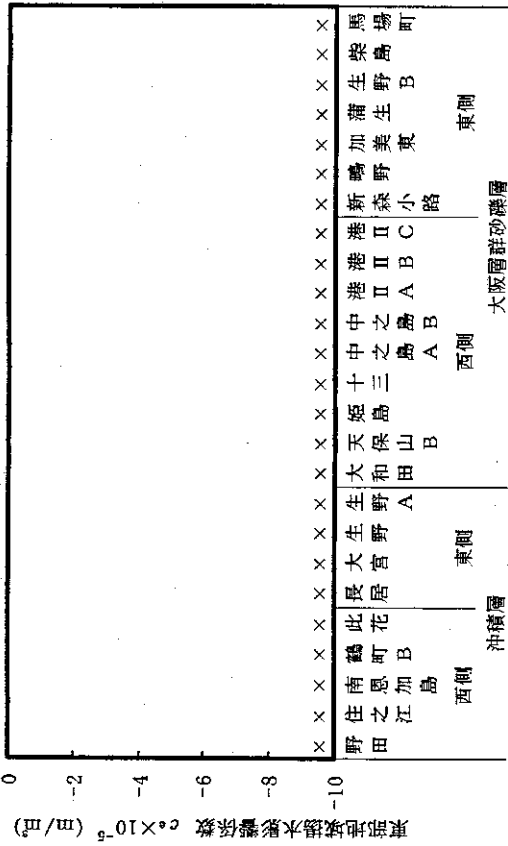 東部地域揚水影響係数 ce×10⁻⁵ (m/m³)
0
-2
-4
-6
-8
-10
× × × × × × × × × × × × × × × × × × × × × × × × ×
野田
住之江
南恩加島
鶴町B
此花
長居
大宮
生野
生野A
大和田
天保山B
姫島
十三
中之島A
中之島B
港ⅡA
港ⅡB
港ⅡC
新森小路
鴫野
加美東
蒲生
生野B
柴島
馬場町
西側
東側
西側
東側
沖積層
大阪層群砂礫層